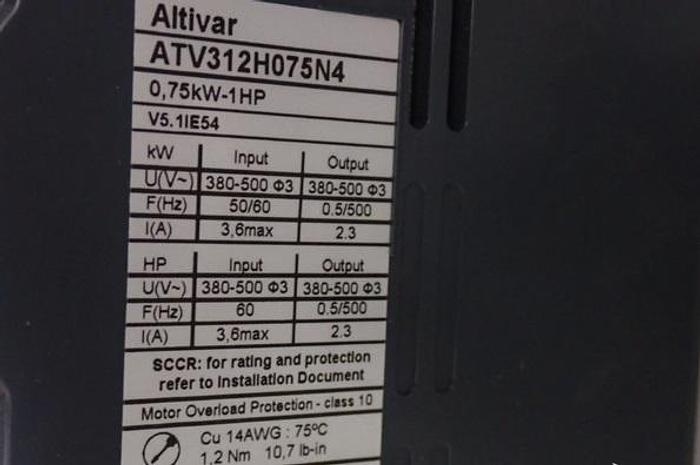 Altivar
ATV312H075N4
0,75kW-1HP
V5.1IE54
kW Input Output
U(V~) 380-500 Φ3 380-500 Φ3
F(Hz) 50/60 0.5/500
I(A) 3,6max 2.3
HP Input Output
U(V~) 380-500 Φ3 380-500 Φ3
F(Hz) 60 0.5/500
I(A) 3,6max 2.3
SCCR: for rating and protection
refer to Installation Document
Motor Overload Protection - class 10
Cu 14AWG : 75ºC
1,2 Nm 10,7 lb-in